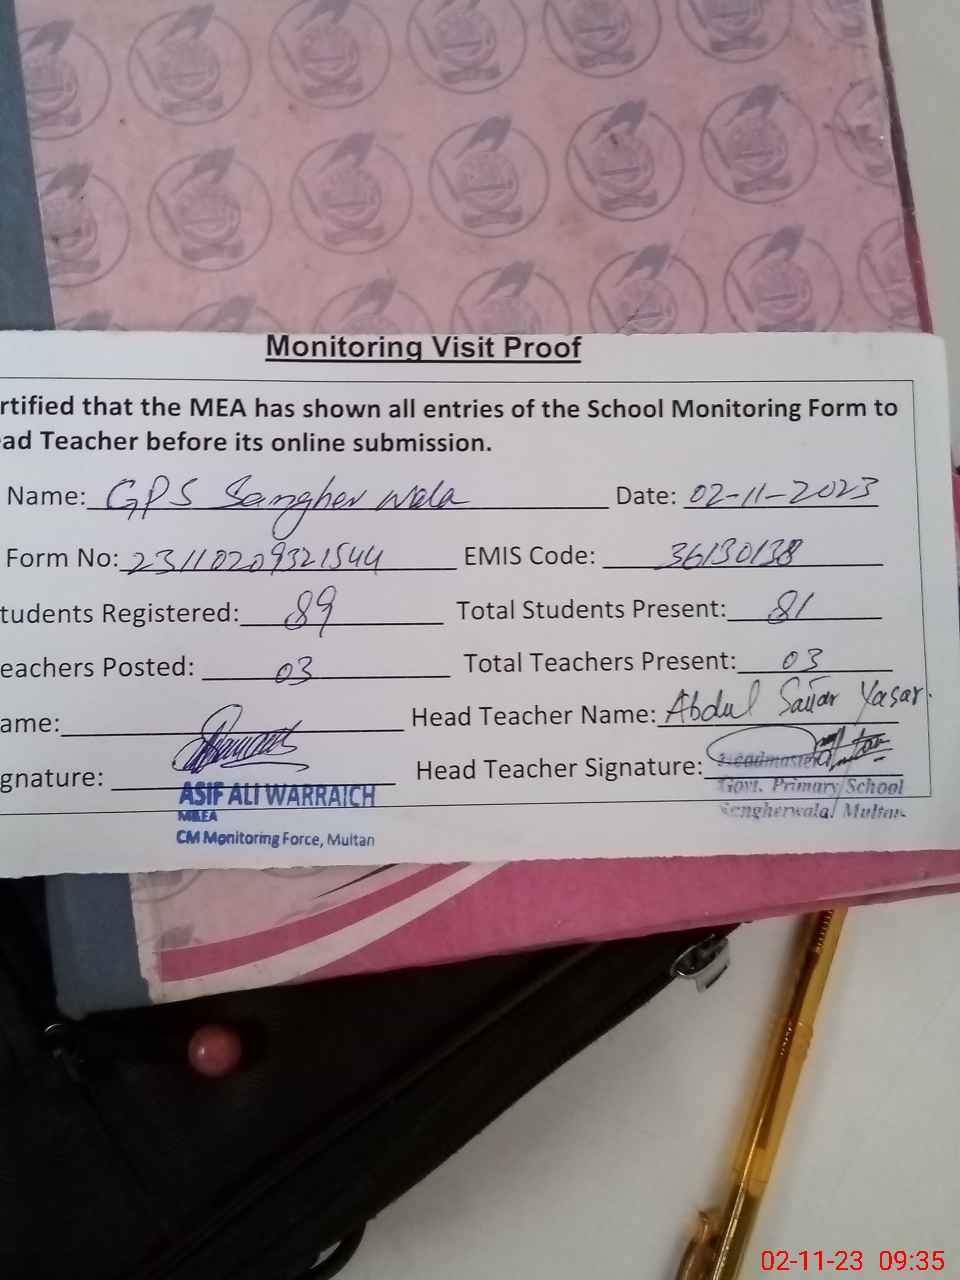 Monitoring Visit Proof
rtified that the MEA has shown all entries of the School Monitoring Form to
ad Teacher before its online submission.
Name: GPS Sangher Wala Date: 02-11-2023
Form No: 23110209321544 EMIS Code: 36130138
tudents Registered: 89 Total Students Present: 81
eachers Posted: 03 Total Teachers Present: 03
ame: Head Teacher Name: Abdul Sattar Yasar.
gnature: Head Teacher Signature:
Headmaster
ASIF ALI WARRAICH Govt. Primary School
MEA Sengherwala Multan
CM Monitoring Force, Multan
02-11-23 09:35